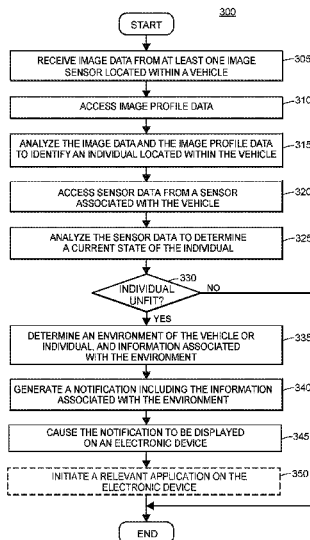 300
START
RECEIVE IMAGE DATA FROM AT LEAST ONE IMAGE
SENSOR LOCATED WITHIN A VEHICLE
305
ACCESS IMAGE PROFILE DATA
310
ANALYZE THE IMAGE DATA AND THE IMAGE PROFILE DATA
TO IDENTIFY AN INDIVIDUAL LOCATED WITHIN THE VEHICLE
315
ACCESS SENSOR DATA FROM A SENSOR
ASSOCIATED WITH THE VEHICLE
320
ANALYZE THE SENSOR DATA TO DETERMINE
A CURRENT STATE OF THE INDIVIDUAL
325
330
INDIVIDUAL
UNFIT?
NO
YES
DETERMINE AN ENVIRONMENT OF THE VEHICLE OR
INDIVIDUAL, AND INFORMATION ASSOCIATED
WITH THE ENVIRONMENT
335
GENERATE A NOTIFICATION INCLUDING THE INFORMATION
ASSOCIATED WITH THE ENVIRONMENT
340
CAUSE THE NOTIFICATION TO BE DISPLAYED
ON AN ELECTRONIC DEVICE
345
INITIATE A RELEVANT APPLICATION ON THE
ELECTRONIC DEVICE
350
END